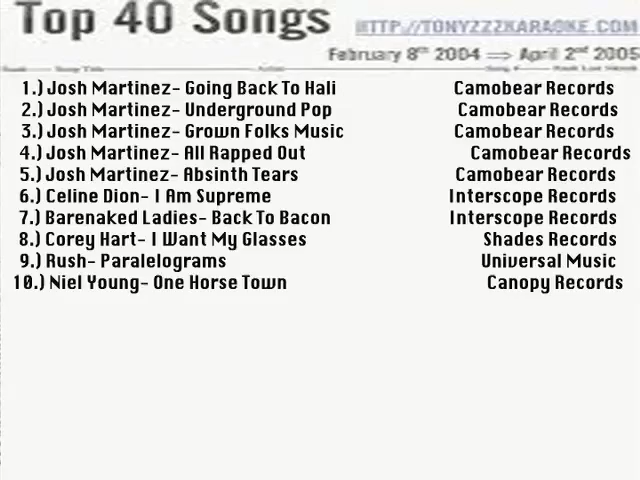 Top 40 Songs
HTTP://TONYZZZKARAOKE.COM
February 8th 2004 => April 2nd 2005
1.) Josh Martinez- Going Back To Hali Camobear Records
2.) Josh Martinez- Underground Pop Camobear Records
3.) Josh Martinez- Grown Folks Music Camobear Records
4.) Josh Martinez- All Rapped Out Camobear Records
5.) Josh Martinez- Absinth Tears Camobear Records
6.) Celine Dion- I Am Supreme Interscope Records
7.) Barenaked Ladies- Back To Bacon Interscope Records
8.) Corey Hart- I Want My Glasses Shades Records
9.) Rush- Paralelograms Universal Music
10.) Niel Young- One Horse Town Canopy Records